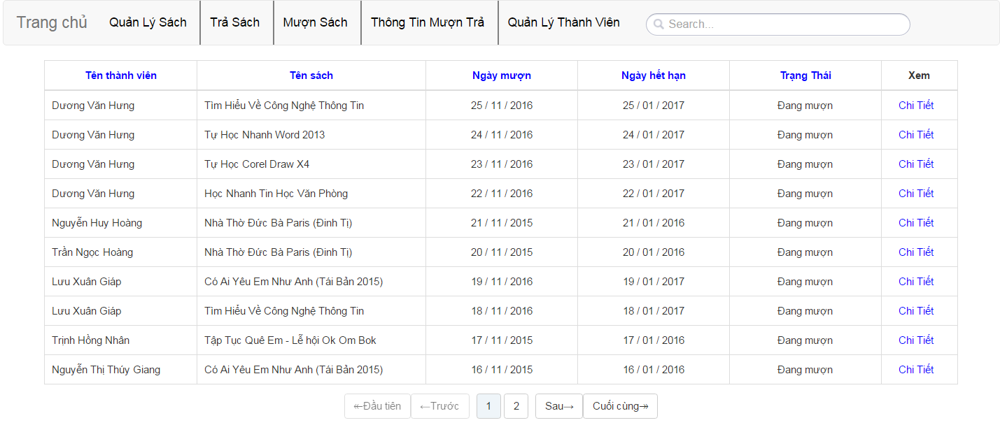 Trang chủ Quản Lý Sách Trả Sách Mượn Sách Thông Tin Mượn Trả Quản Lý Thành Viên Search...
Tên thành viên Tên sách Ngày mượn Ngày hết hạn Trạng Thái Xem
Dương Văn Hưng Tìm Hiểu Về Công Nghệ Thông Tin 25 / 11 / 2016 25 / 01 / 2017 Đang mượn Chi Tiết
Dương Văn Hưng Tự Học Nhanh Word 2013 24 / 11 / 2016 24 / 01 / 2017 Đang mượn Chi Tiết
Dương Văn Hưng Tự Học Corel Draw X4 23 / 11 / 2016 23 / 01 / 2017 Đang mượn Chi Tiết
Dương Văn Hưng Học Nhanh Tin Học Văn Phòng 22 / 11 / 2016 22 / 01 / 2017 Đang mượn Chi Tiết
Nguyễn Huy Hoàng Nhà Thờ Đức Bà Paris (Đinh Tị) 21 / 11 / 2015 21 / 01 / 2016 Đang mượn Chi Tiết
Trần Ngọc Hoàng Nhà Thờ Đức Bà Paris (Đinh Tị) 20 / 11 / 2015 20 / 01 / 2016 Đang mượn Chi Tiết
Lưu Xuân Giáp Có Ai Yêu Em Như Anh (Tái Bản 2015) 19 / 11 / 2016 19 / 01 / 2017 Đang mượn Chi Tiết
Lưu Xuân Giáp Tìm Hiểu Về Công Nghệ Thông Tin 18 / 11 / 2016 18 / 01 / 2017 Đang mượn Chi Tiết
Trịnh Hồng Nhân Tập Tục Quê Em - Lễ hội Ok Om Bok 17 / 11 / 2015 17 / 01 / 2016 Đang mượn Chi Tiết
Nguyễn Thị Thúy Giang Có Ai Yêu Em Như Anh (Tái Bản 2015) 16 / 11 / 2015 16 / 01 / 2016 Đang mượn Chi Tiết
↞Đầu tiên ←Trước 1 2 Sau→ Cuối cùng↠